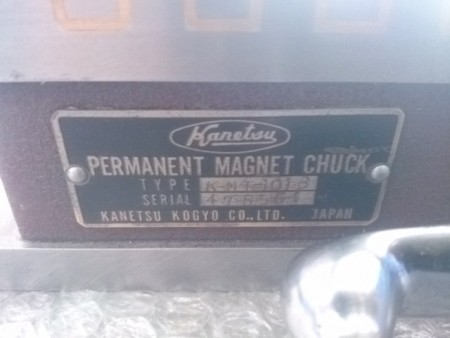 Kanetsu
PERMANENT MAGNET CHUCK
TYPE
SERIAL
KANETSU KOGYO CO., LTD. JAPAN